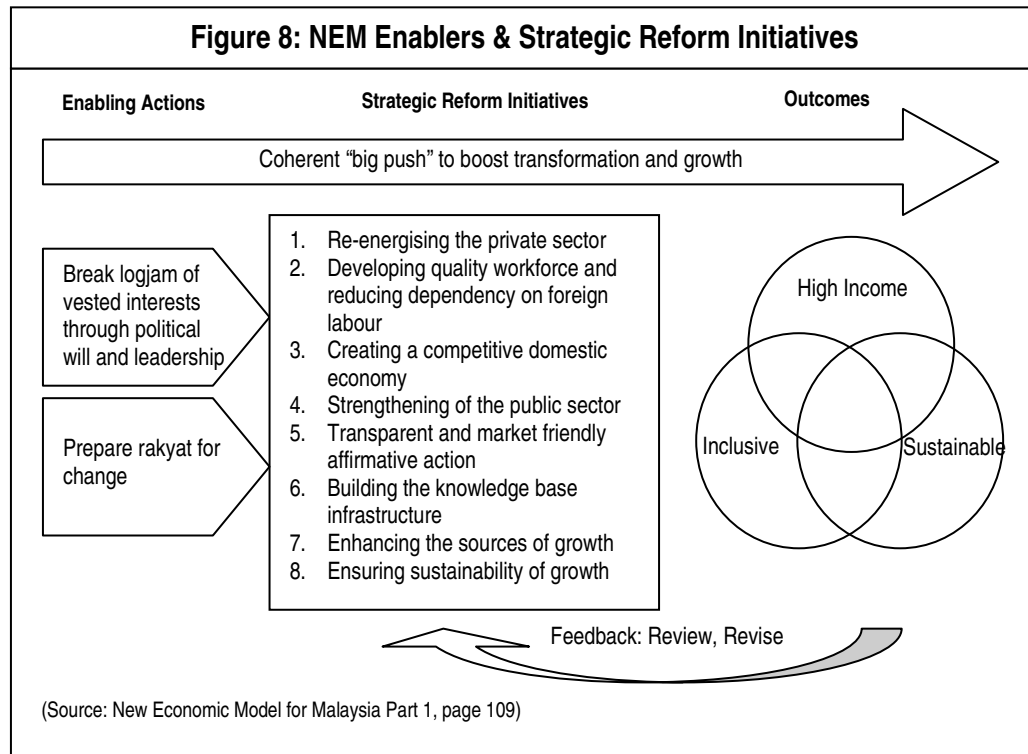 Figure 8: NEM Enablers & Strategic Reform Initiatives
Enabling Actions
Strategic Reform Initiatives
Outcomes
Coherent “big push” to boost transformation and growth
Break logjam of
vested interests
through political
will and leadership
Prepare rakyat for
change
1. Re-energising the private sector
2. Developing quality workforce and
reducing dependency on foreign
labour
3. Creating a competitive domestic
economy
4. Strengthening of the public sector
5. Transparent and market friendly
affirmative action
6. Building the knowledge base
infrastructure
7. Enhancing the sources of growth
8. Ensuring sustainability of growth
High Income
Inclusive
Sustainable
Feedback: Review, Revise
(Source: New Economic Model for Malaysia Part 1, page 109)